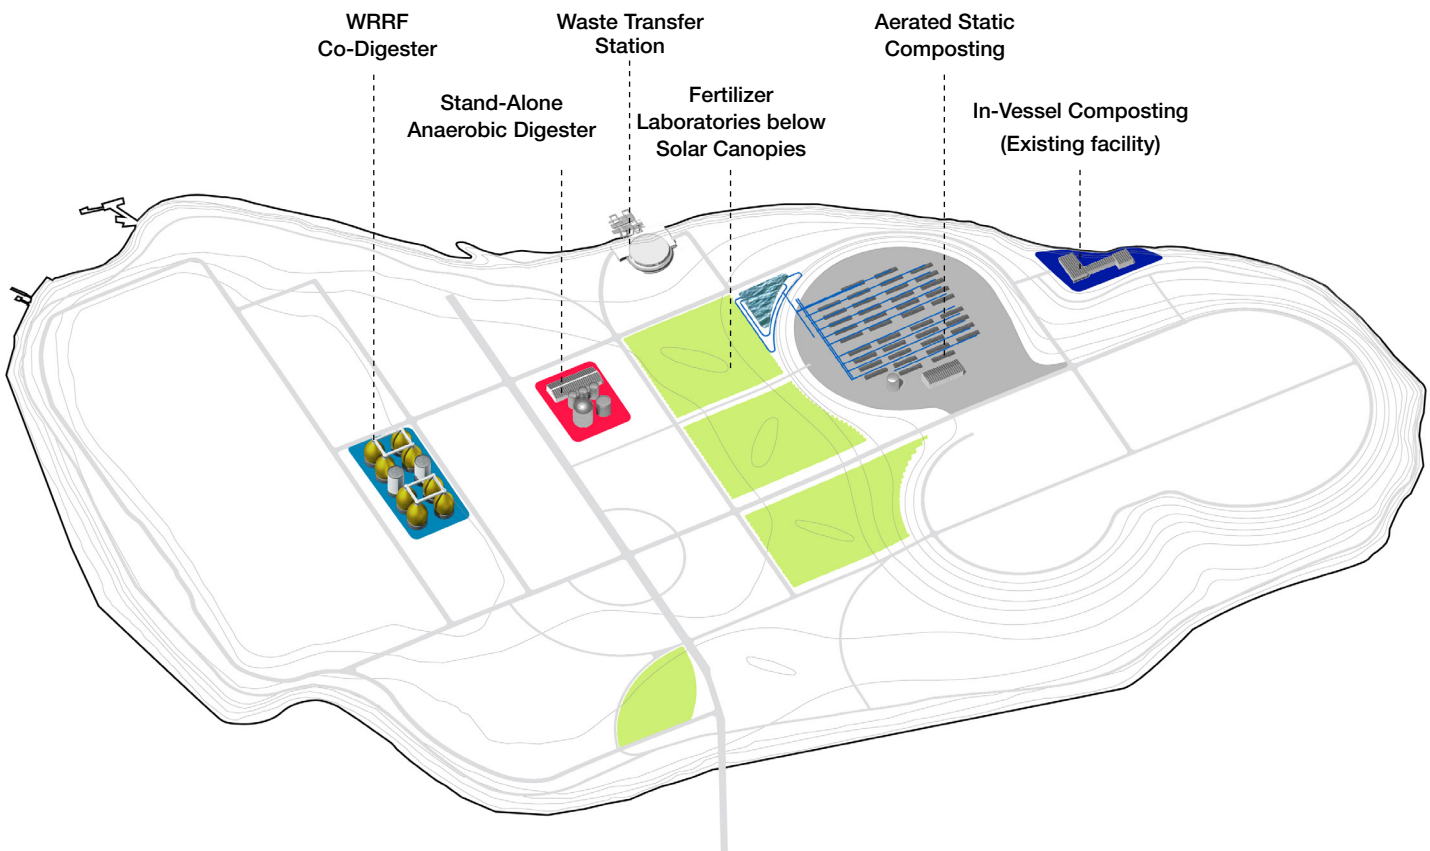 WRRF
Co-Digester
Waste Transfer
Station
Aerated Static
Composting
Stand-Alone
Anaerobic Digester
Fertilizer
Laboratories below
Solar Canopies
In-Vessel Composting
(Existing facility)